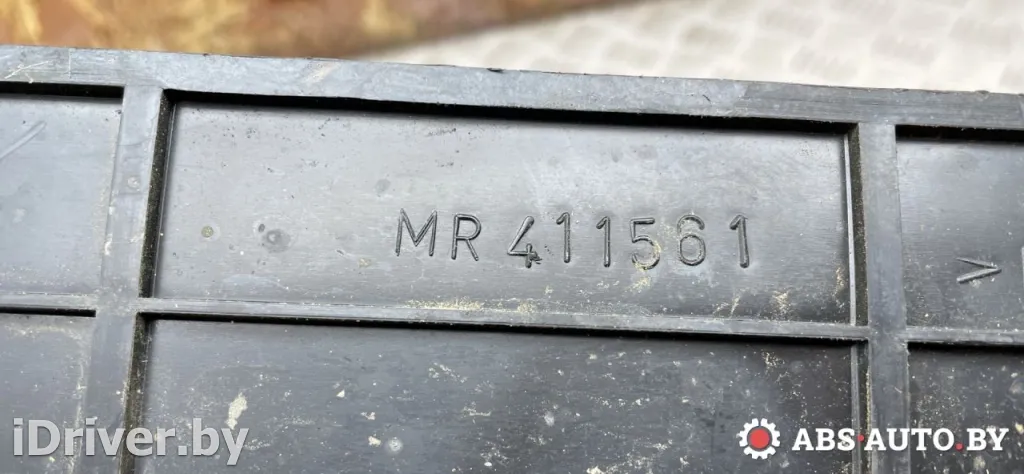 MR 411561
>
iDriver.by
ABS-AUTO.BY